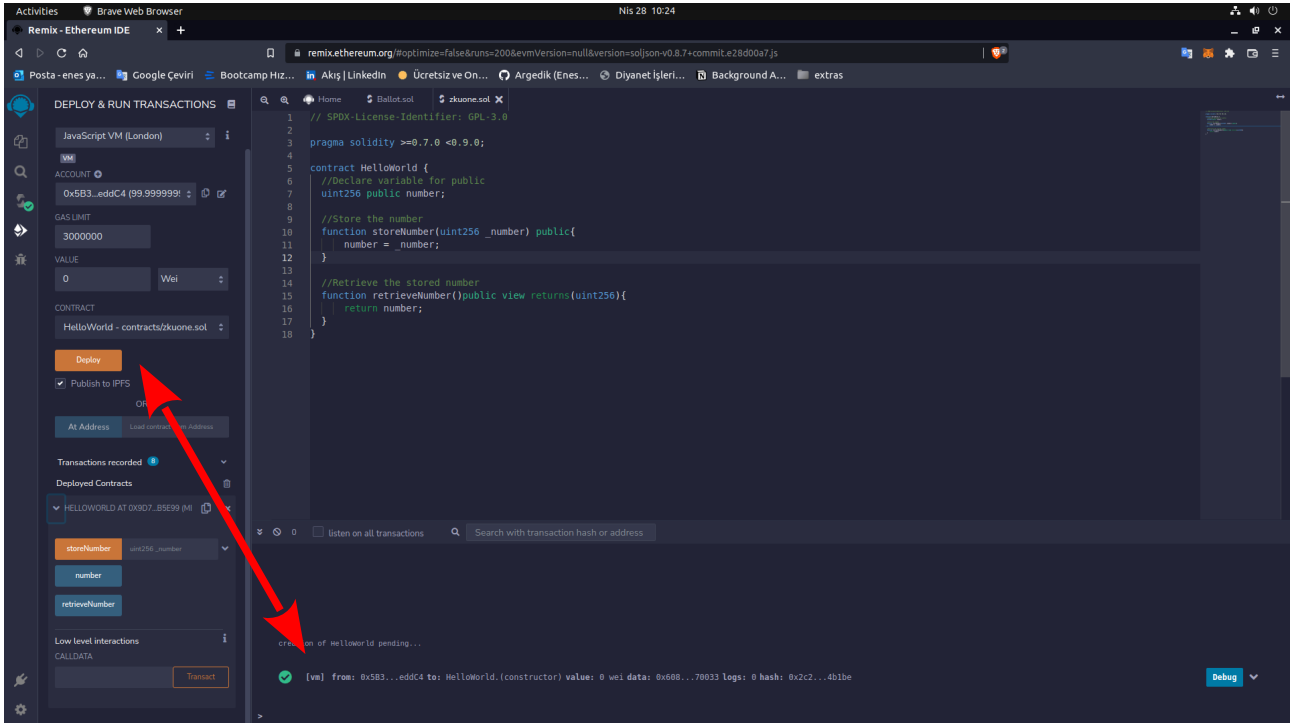 Activities Brave Web Browser Nis 28 10:24
Remix - Ethereum IDE × +
remix.ethereum.org/#optimize=false&runs=200&evmVersion=null&version=soljson-v0.8.7+commit.e28d00a7.js
Posta - enes ya... Google Çeviri Bootcamp Hız... Akış | LinkedIn Ücretsiz ve On... Argedik (Enes... Diyanet İşleri... Background A... extras
DEPLOY & RUN TRANSACTIONS
JavaScript VM (London) i
VM
ACCOUNT
0x5B3...eddC4 (99.9999999
GAS LIMIT
3000000
VALUE
0 Wei
CONTRACT
HelloWorld - contracts/zkuone.sol
Deploy
Publish to IPFS
OR
At Address Load contract from Address
Transactions recorded 8
Deployed Contracts
HELLOWORLD AT 0X9D7...B5E99 (ME
storeNumber uint256 _number
number
retrieveNumber
Low level interactions i
CALLDATA
Transact
Home Ballot.sol zkuone.sol
1 // SPDX-License-Identifier: GPL-3.0
2
3 pragma solidity >=0.7.0 <0.9.0;
4
5 contract HelloWorld {
6 //Declare variable for public
7 uint256 public number;
8
9 //Store the number
10 function storeNumber(uint256 _number) public{
11 number = _number;
12 }
13
14 //Retrieve the stored number
15 function retrieveNumber()public view returns(uint256){
16 return number;
17 }
18 }
0 listen on all transactions Search with transaction hash or address
creation of HelloWorld pending...
[vm] from: 0x5B3...eddC4 to: HelloWorld.(constructor) value: 0 wei data: 0x608...70033 logs: 0 hash: 0x2c2...4b1be Debug
>